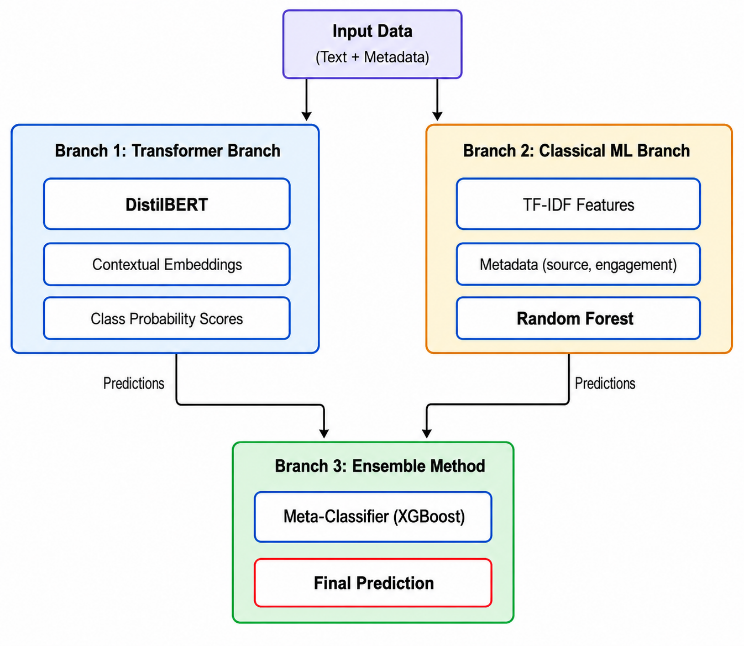 Input Data
(Text + Metadata)
Branch 1: Transformer Branch
DistilBERT
Contextual Embeddings
Class Probability Scores
Branch 2: Classical ML Branch
TF-IDF Features
Metadata (source, engagement)
Random Forest
Predictions
Predictions
Branch 3: Ensemble Method
Meta-Classifier (XGBoost)
Final Prediction